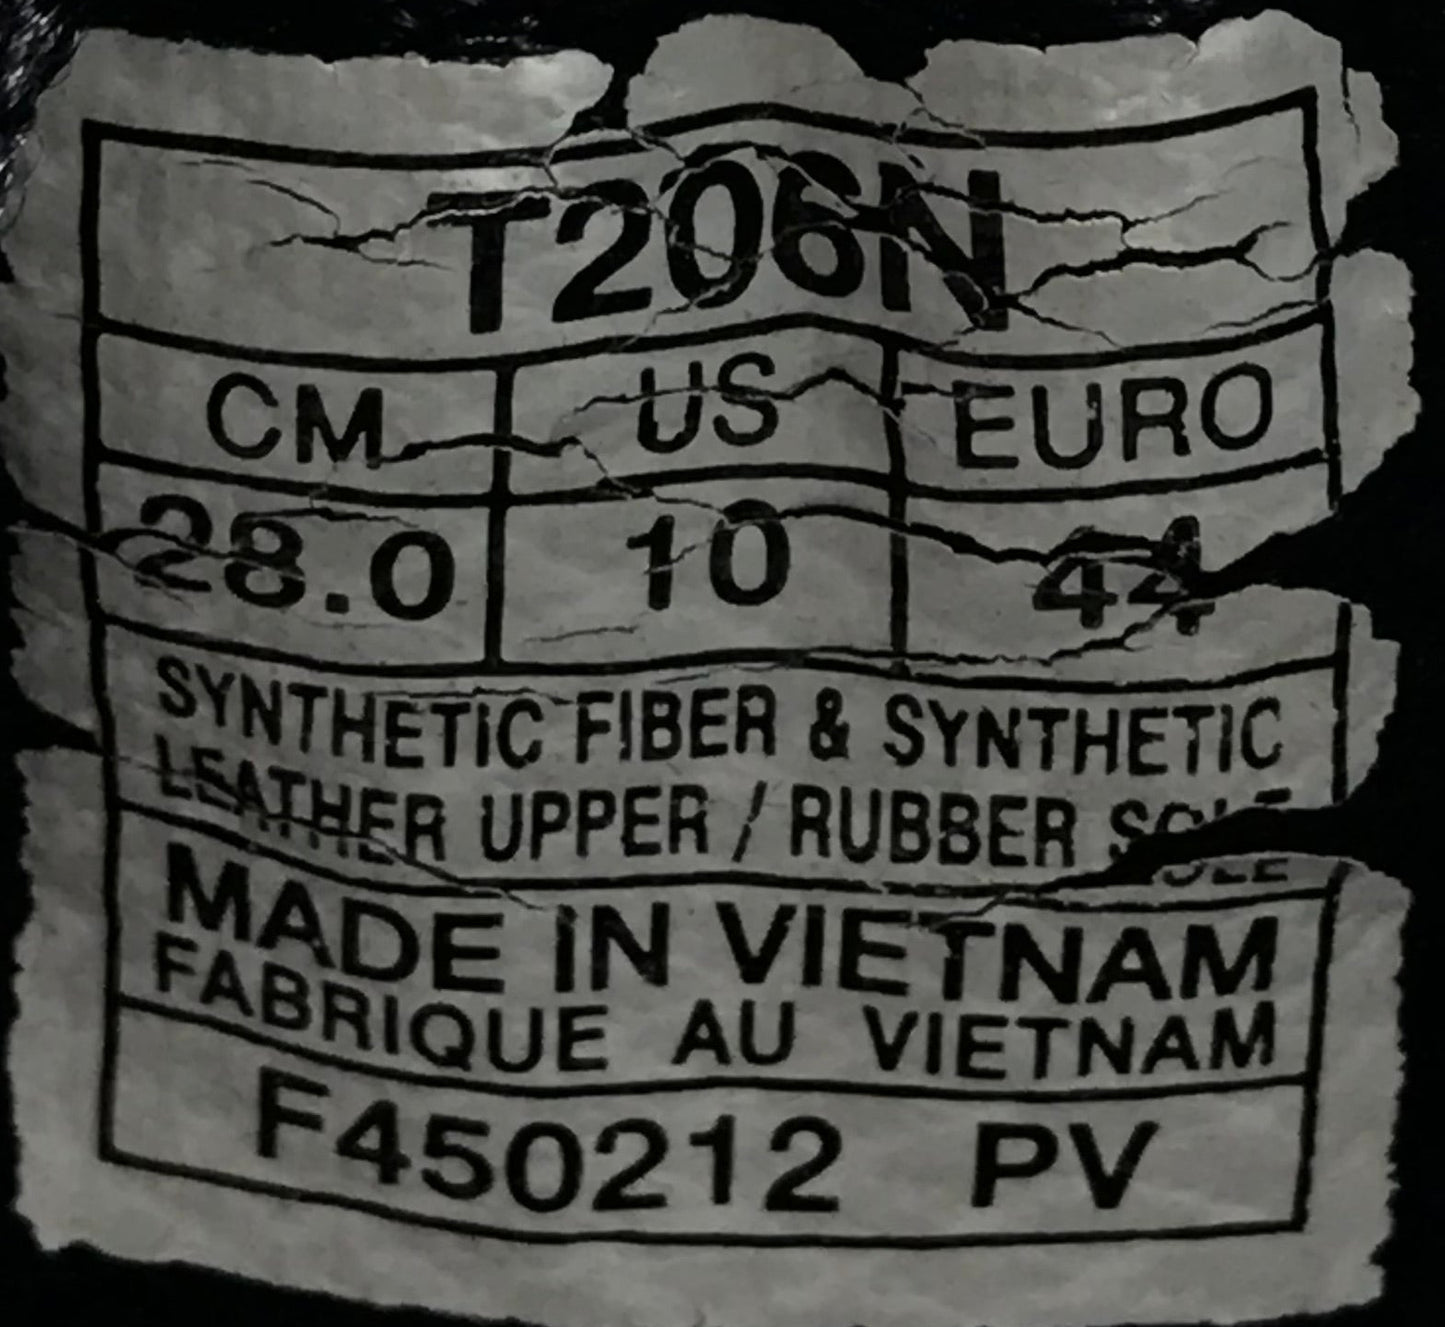 T206N
CM US EURO
28.0 10 44
SYNTHETIC FIBER & SYNTHETIC
LEATHER UPPER / RUBBER SOLE
MADE IN VIETNAM
FABRIQUE AU VIETNAM
F450212 PV